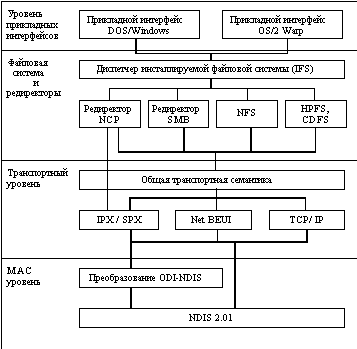 Уровень
прикладных
интерфейсов
Прикладной интерфейс
DOS/Windows
Прикладной интерфейс
OS/2 Warp
Файловая
система
и
редиректоры
Диспетчер инсталлируемой файловой системы (IFS)
Редиректор
NCP
Редиректор
SMB
NFS
HPFS,
CDFS
Транспортный
уровень
Общая транспортная семантика
IPX / SPX
Net BEUI
TCP/ IP
MAC
уровень
Преобразование ODI-NDIS
NDIS 2.01